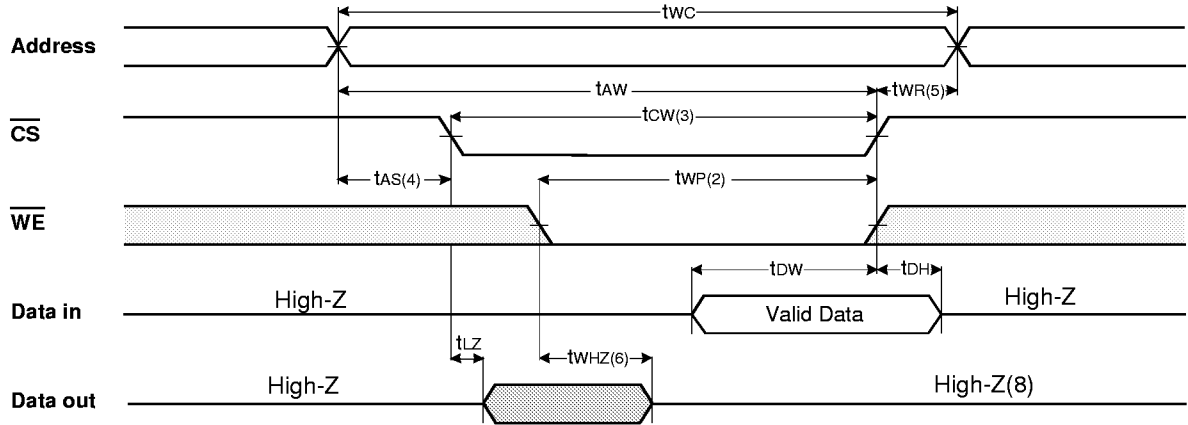 tWC
Address
tAW
tWR(5)
CS
tCW(3)
tAS(4)
tWP(2)
WE
tDW
tDH
Data in
High-Z
Valid Data
High-Z
tLZ
tWHZ(6)
Data out
High-Z
High-Z(8)